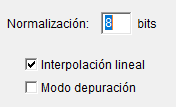 Normalización: 8 bits
Interpolación lineal
Modo depuración